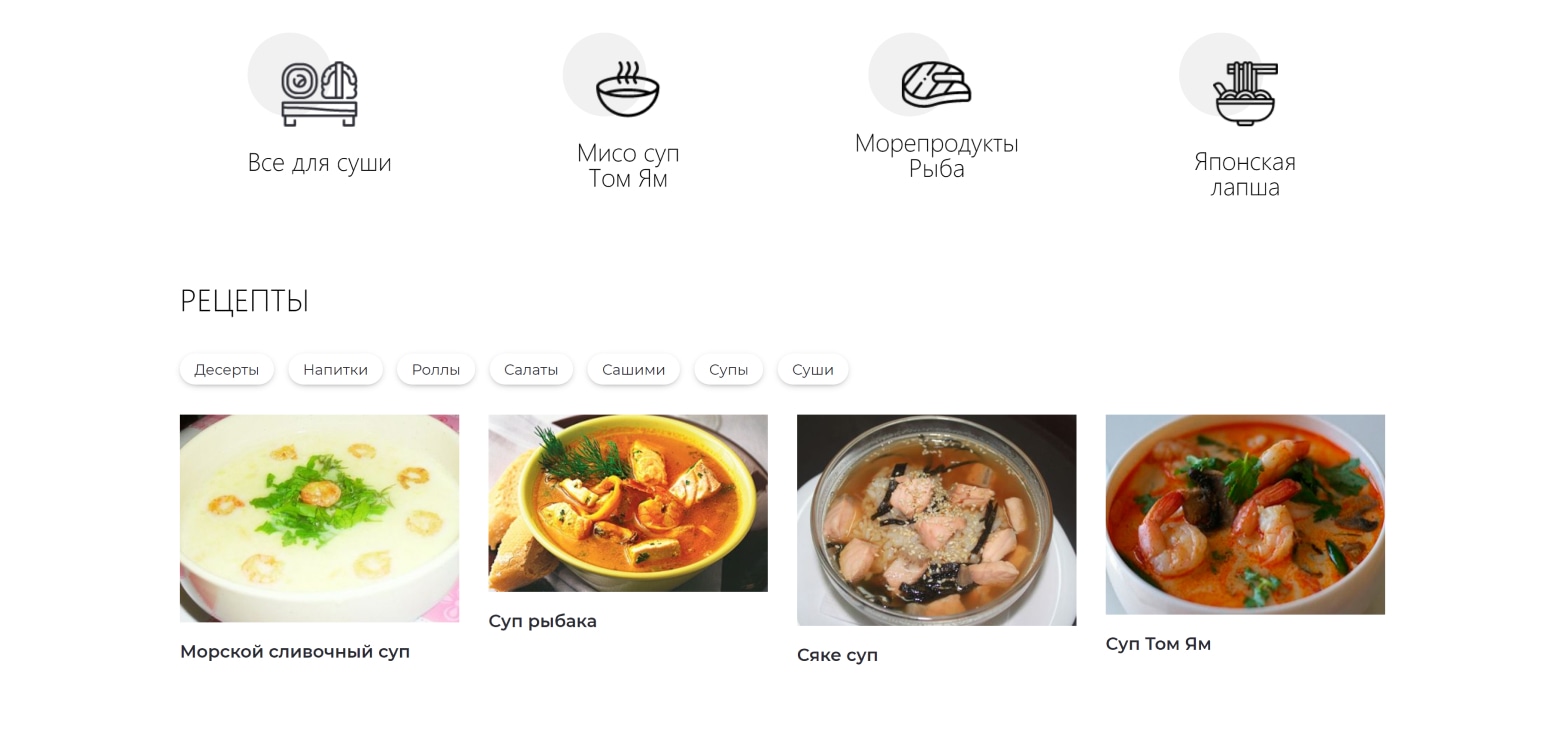 Все для суши
Мисо суп
Том Ям
Морепродукты
Рыба
Японская
лапша
РЕЦЕПТЫ
Десерты
Напитки
Роллы
Салаты
Сашими
Супы
Суши
Морской сливочный суп
Суп рыбака
Сяке суп
Суп Том Ям